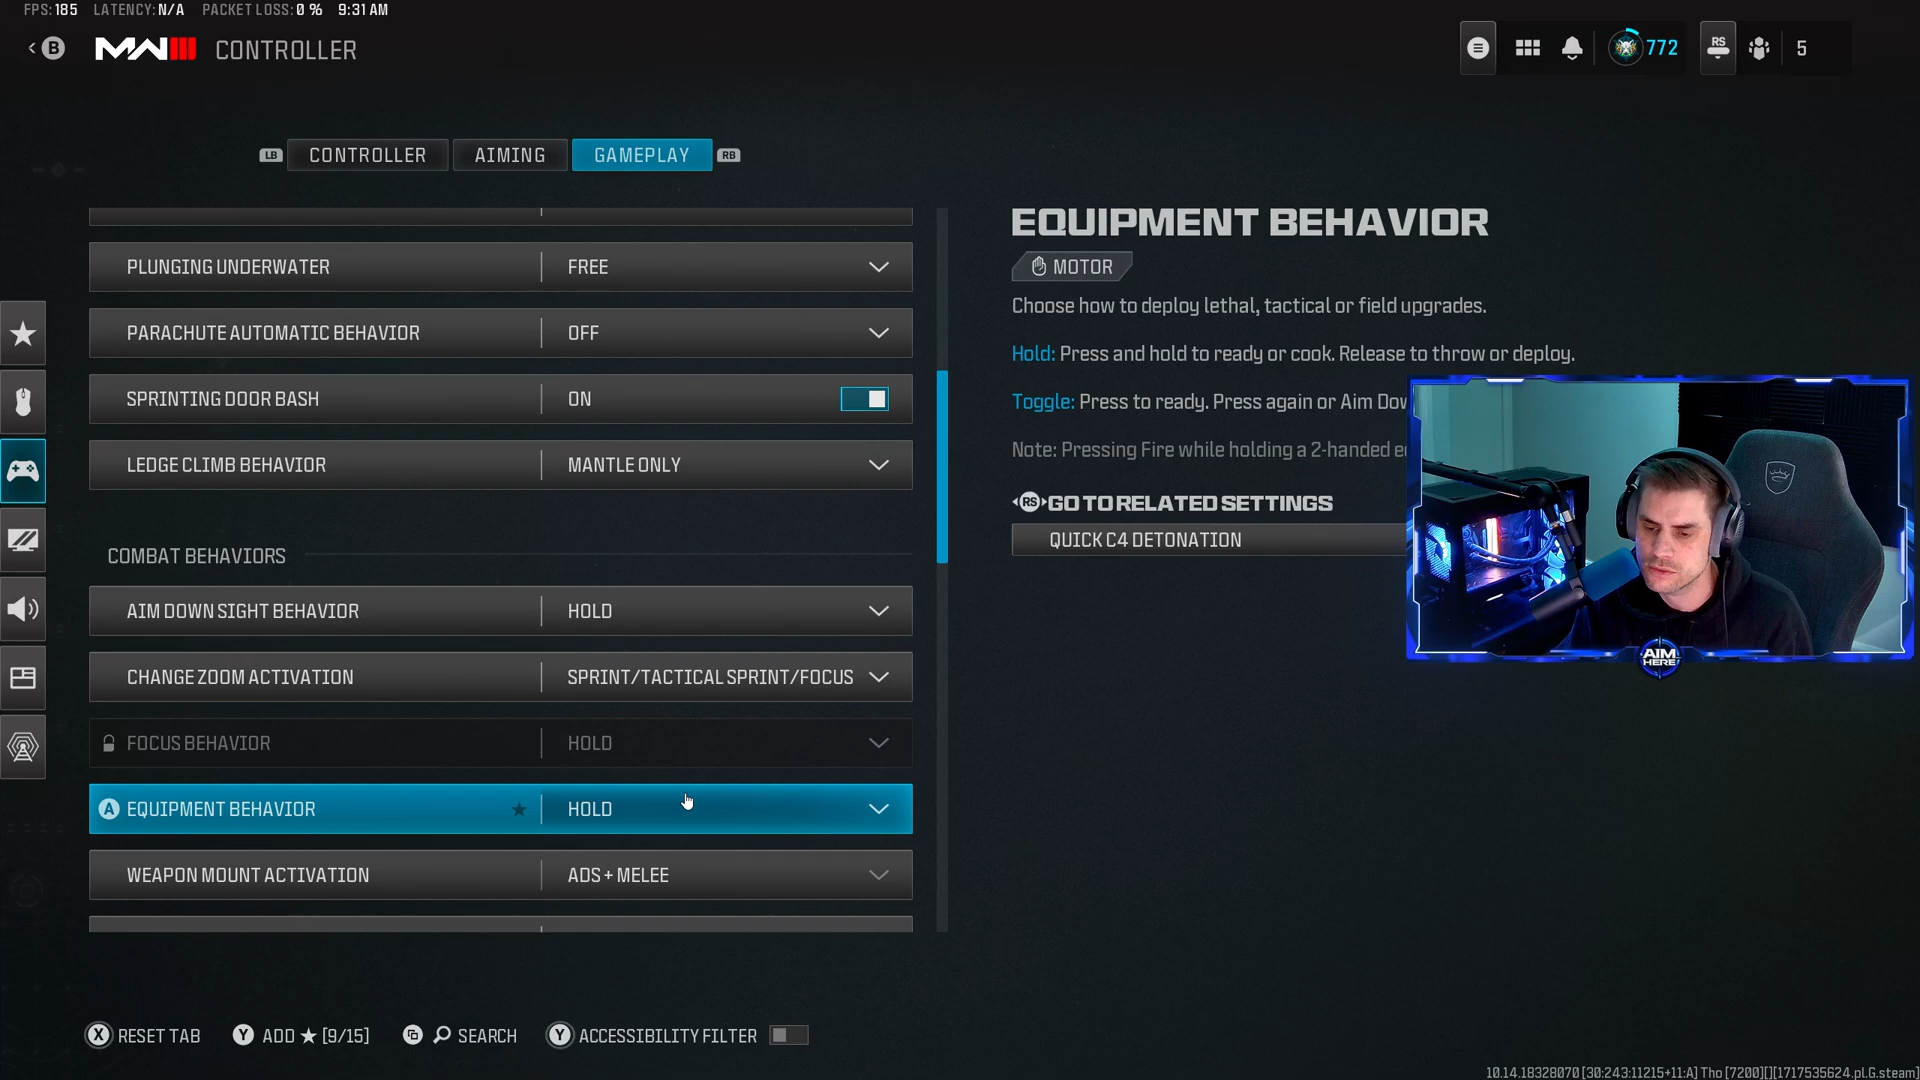 FPS: 185 LATENCY: N/A PACKET LOSS: 0 % 9:31 AM
B MWIII CONTROLLER
772 RS 5
LB CONTROLLER AIMING GAMEPLAY RB
PLUNGING UNDERWATER FREE
PARACHUTE AUTOMATIC BEHAVIOR OFF
SPRINTING DOOR BASH ON
LEDGE CLIMB BEHAVIOR MANTLE ONLY
COMBAT BEHAVIORS
AIM DOWN SIGHT BEHAVIOR HOLD
CHANGE ZOOM ACTIVATION SPRINT/TACTICAL SPRINT/FOCUS
FOCUS BEHAVIOR HOLD
A EQUIPMENT BEHAVIOR HOLD
WEAPON MOUNT ACTIVATION ADS + MELEE
EQUIPMENT BEHAVIOR
MOTOR
Choose how to deploy lethal, tactical or field upgrades.
Hold: Press and hold to ready or cook. Release to throw or deploy.
Toggle: Press to ready. Press again or Aim Dow
Note: Pressing Fire while holding a 2-handed
RS GO TO RELATED SETTINGS
QUICK C4 DETONATION
AIM
HERE
X RESET TAB Y ADD ★ [9/15] SEARCH Y ACCESSIBILITY FILTER
10.14.18328070 [30:243:11215+11:A] Tho [7200][][1717535624.pl.G.steam]